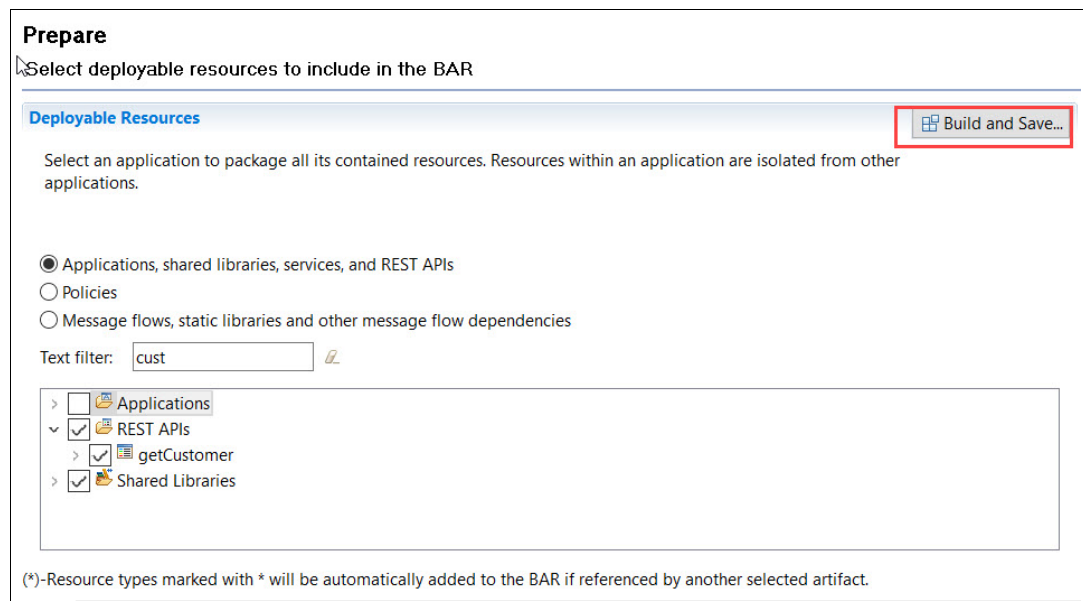 Prepare
Select deployable resources to include in the BAR
Deployable Resources
Build and Save...
Select an application to package all its contained resources. Resources within an application are isolated from other
applications.
Applications, shared libraries, services, and REST APIs
Policies
Message flows, static libraries and other message flow dependencies
Text filter: cust
Applications
REST APIs
getCustomer
Shared Libraries
(*)-Resource types marked with * will be automatically added to the BAR if referenced by another selected artifact.